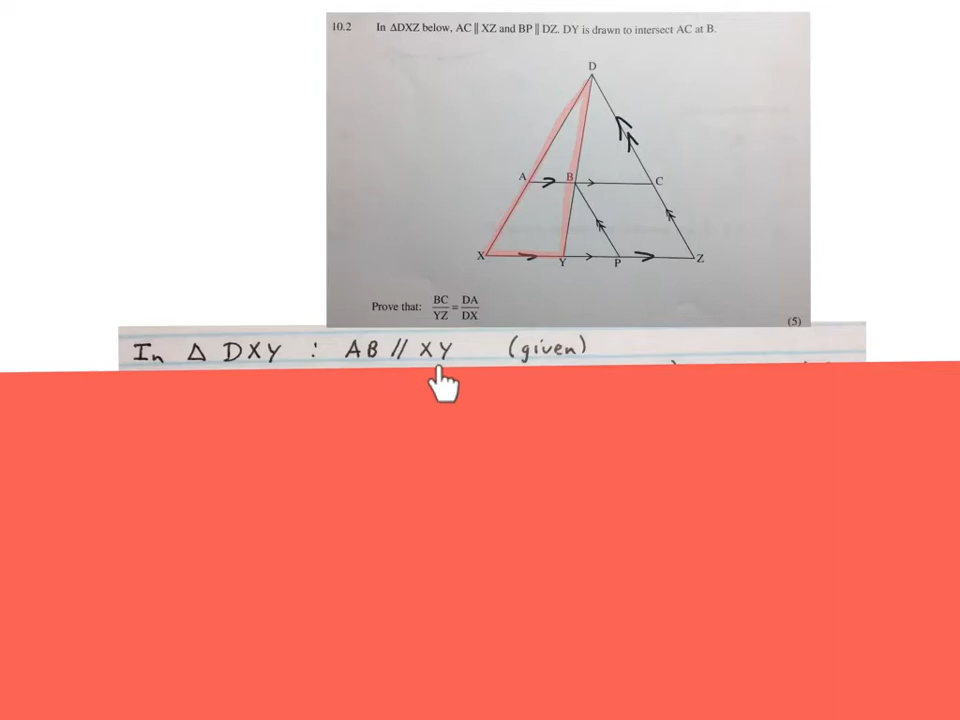 10.2 In ΔDXZ below, AC || XZ and BP || DZ. DY is drawn to intersect AC at B.
D
A B C
X Y P Z
Prove that: BC/YZ = DA/DX
(5)
In Δ DXY : AB // XY (given)